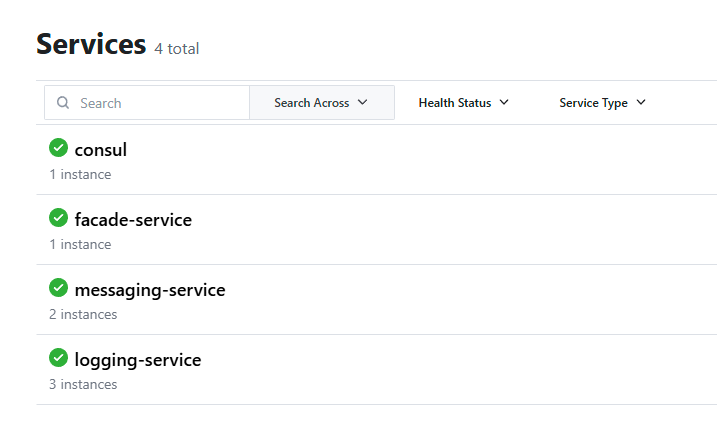 Services 4 total
Search Search Across Health Status Service Type
consul
1 instance
facade-service
1 instance
messaging-service
2 instances
logging-service
3 instances